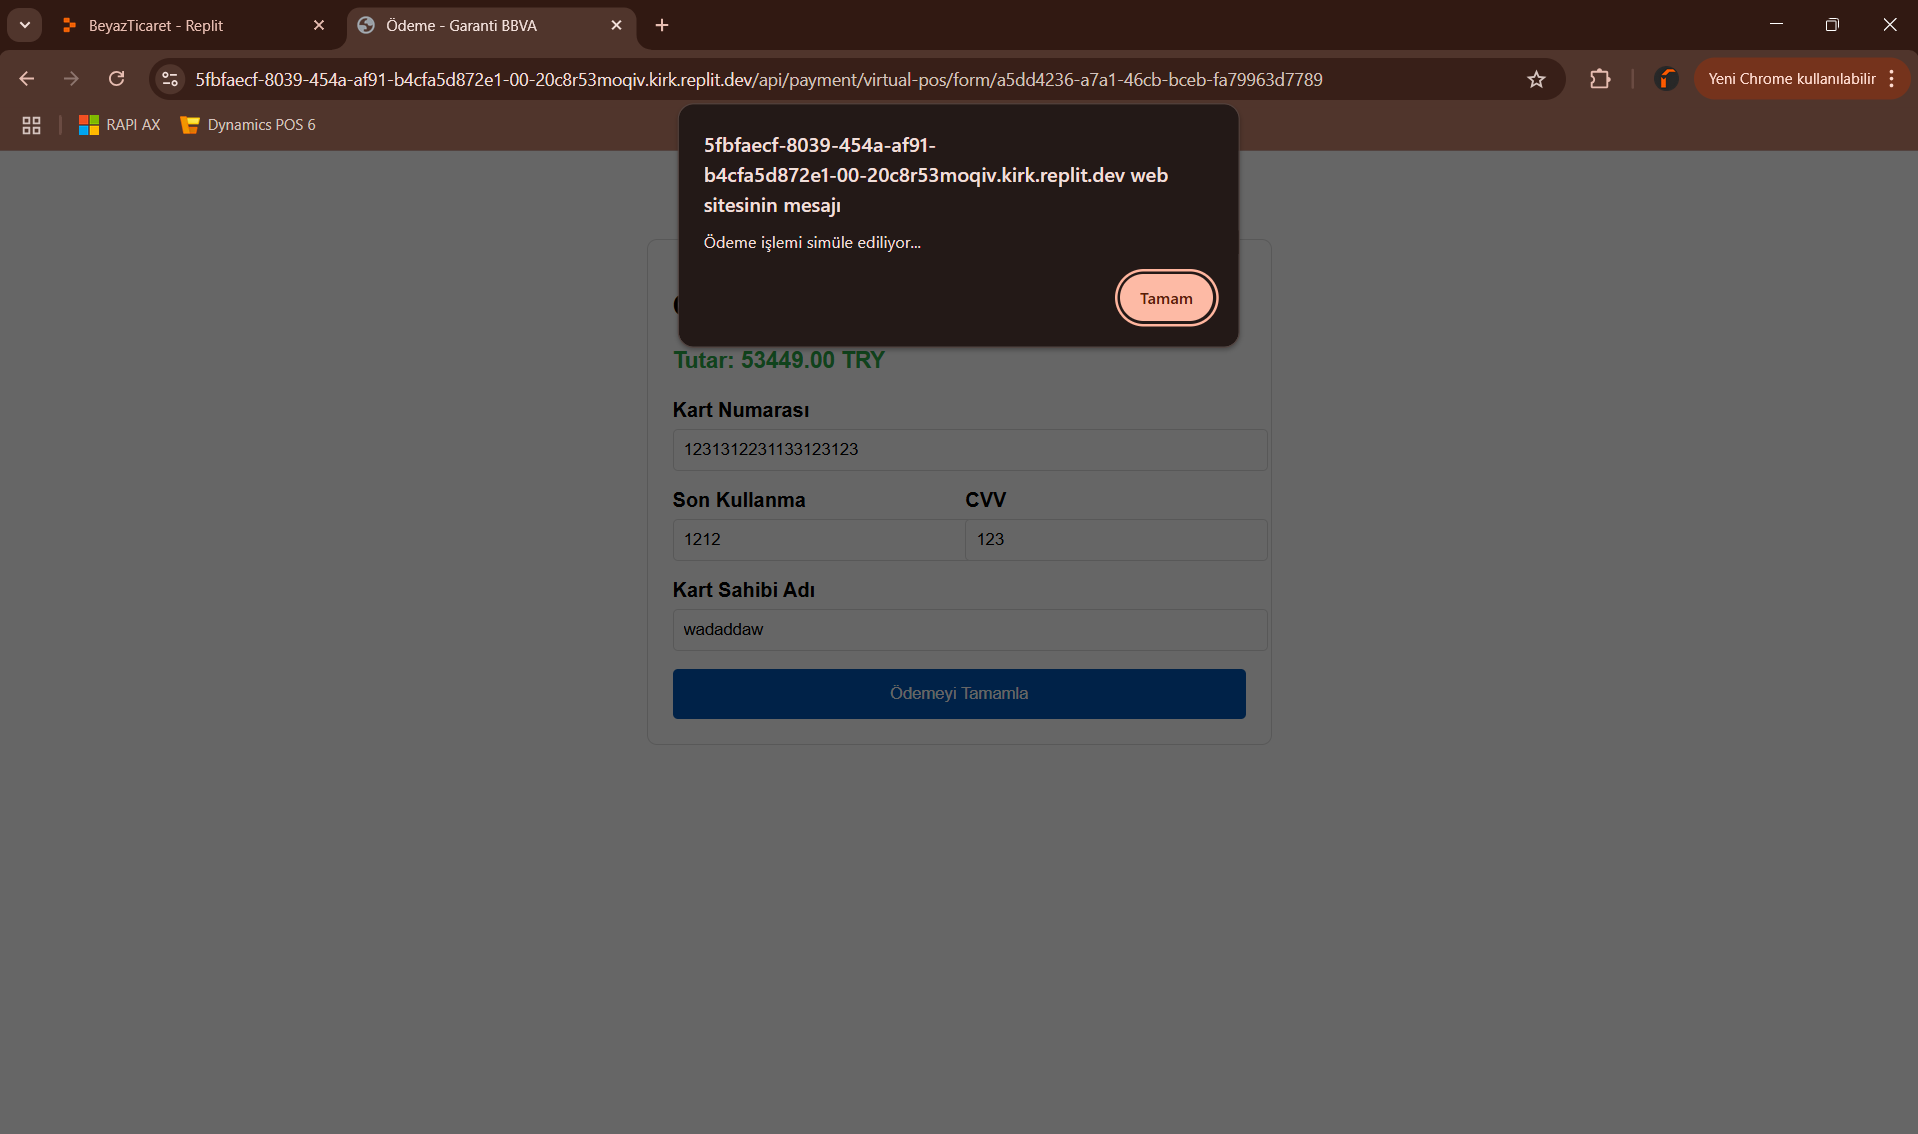 BeyazTicaret - Replit
Ödeme - Garanti BBVA
5fbfaecf-8039-454a-af91-b4cfa5d872e1-00-20c8r53moqiv.kirk.replit.dev/api/payment/virtual-pos/form/a5dd4236-a7a1-46cb-bceb-fa79963d7789
Yeni Chrome kullanılabilir
RAPI AX
Dynamics POS 6
5fbfaecf-8039-454a-af91-
b4cfa5d872e1-00-20c8r53moqiv.kirk.replit.dev web
sitesinin mesajı
Ödeme işlemi simüle ediliyor...
Tamam
Tutar: 53449.00 TRY
Kart Numarası
1231312231133123123
Son Kullanma
CVV
1212
123
Kart Sahibi Adı
wadaddaw
Ödemeyi Tamamla